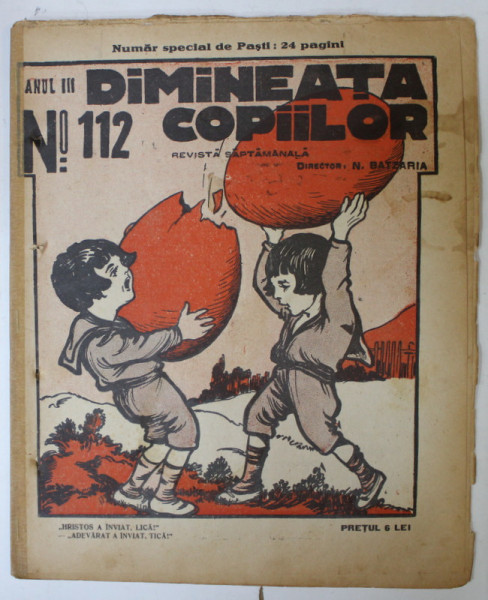 Număr special de Paști: 24 pagini
ANUL III
DiMiNEAȚA
COPiiLOR
No. 112
REVISTĂ SĂPTĂMÂNALĂ
DIRECTOR: N. BATZARIA
„HRISTOS A ÎNVIAT, LICĂ!"
— „ADEVĂRAT A ÎNVIAT, TICĂ!"
PREȚUL 6 LEI